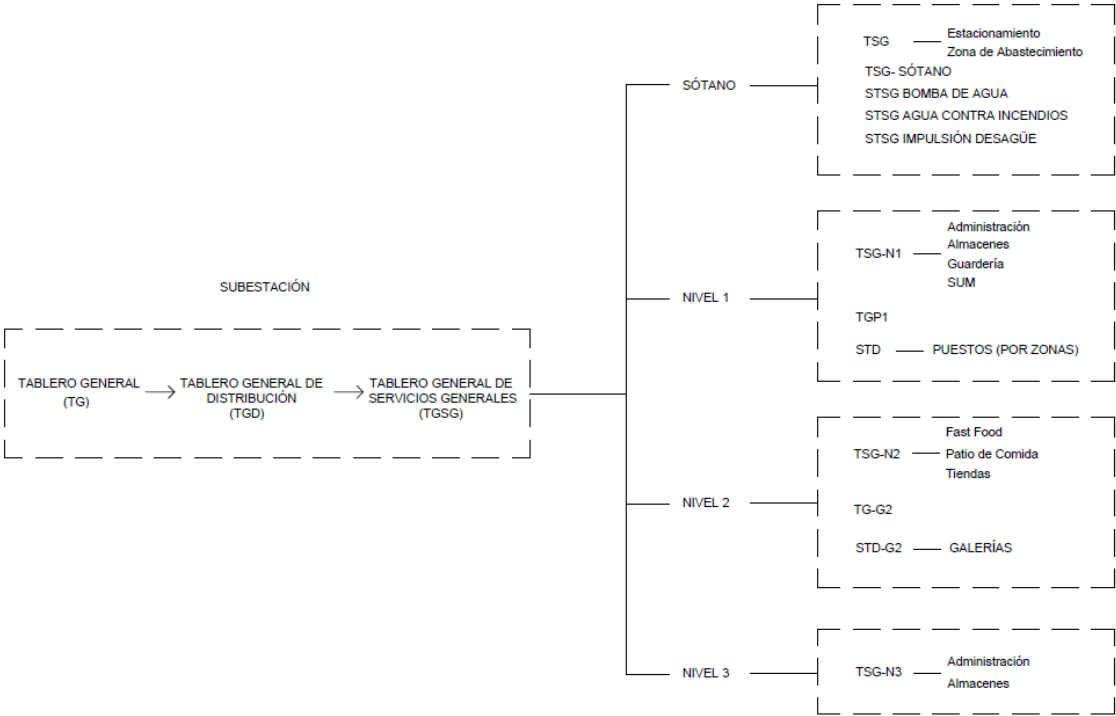 SUBESTACIÓN
TABLERO GENERAL
(TG)
TABLERO GENERAL DE
DISTRIBUCIÓN
(TGD)
TABLERO GENERAL DE
SERVICIOS GENERALES
(TGSG)
SÓTANO
TSG
Estacionamiento
Zona de Abastecimiento
TSG- SÓTANO
STSG BOMBA DE AGUA
STSG AGUA CONTRA INCENDIOS
STSG IMPULSIÓN DESAGÜE
NIVEL 1
TSG-N1
Administración
Almacenes
Guardería
SUM
TGP1
STD
PUESTOS (POR ZONAS)
NIVEL 2
TSG-N2
Fast Food
Patio de Comida
Tiendas
TG-G2
STD-G2
GALERÍAS
NIVEL 3
TSG-N3
Administración
Almacenes